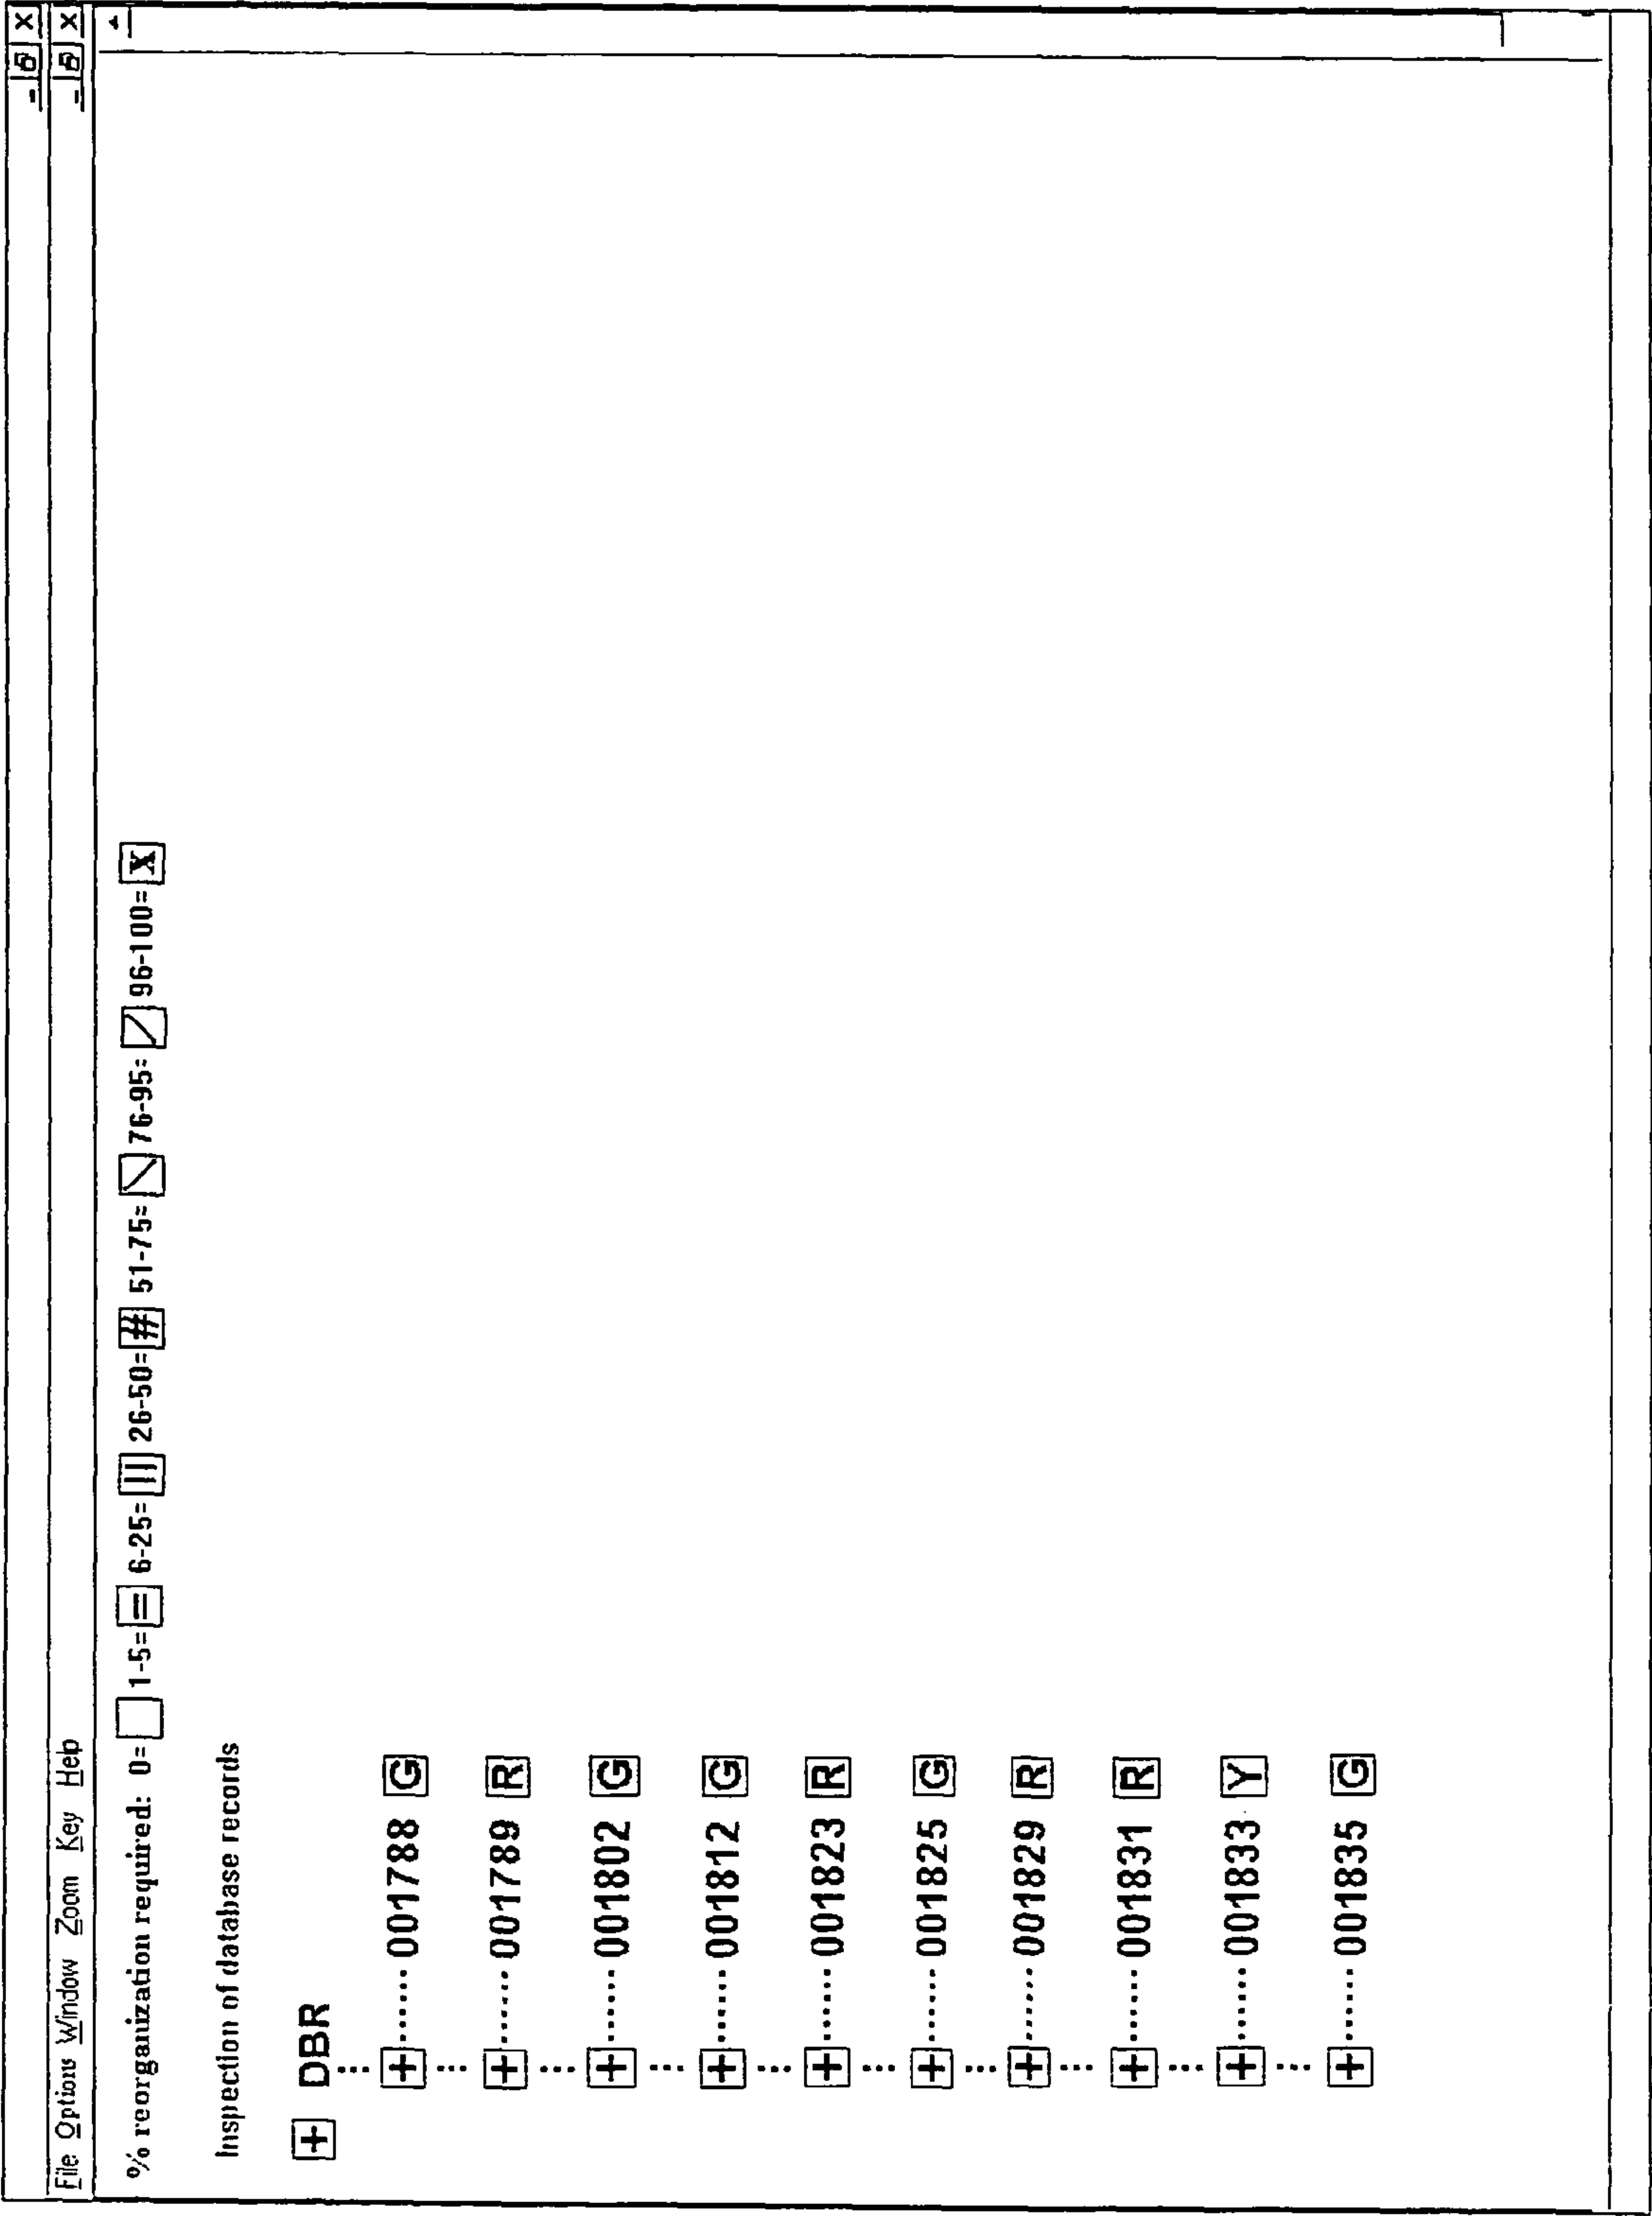 File Options Window Zoom Key Help
% reorganization required: 0= 1-5= = 6-25= ||| 26-50= # 51-75= \ 76-95= / 96-100= X
Inspection of database records
+ DBR
+ ...... 001788 G
+ ...... 001789 R
+ ...... 001802 G
+ ...... 001812 G
+ ...... 001823 R
+ ...... 001825 G
+ ...... 001829 R
+ ...... 001831 R
+ ...... 001833 Y
+ ...... 001835 G